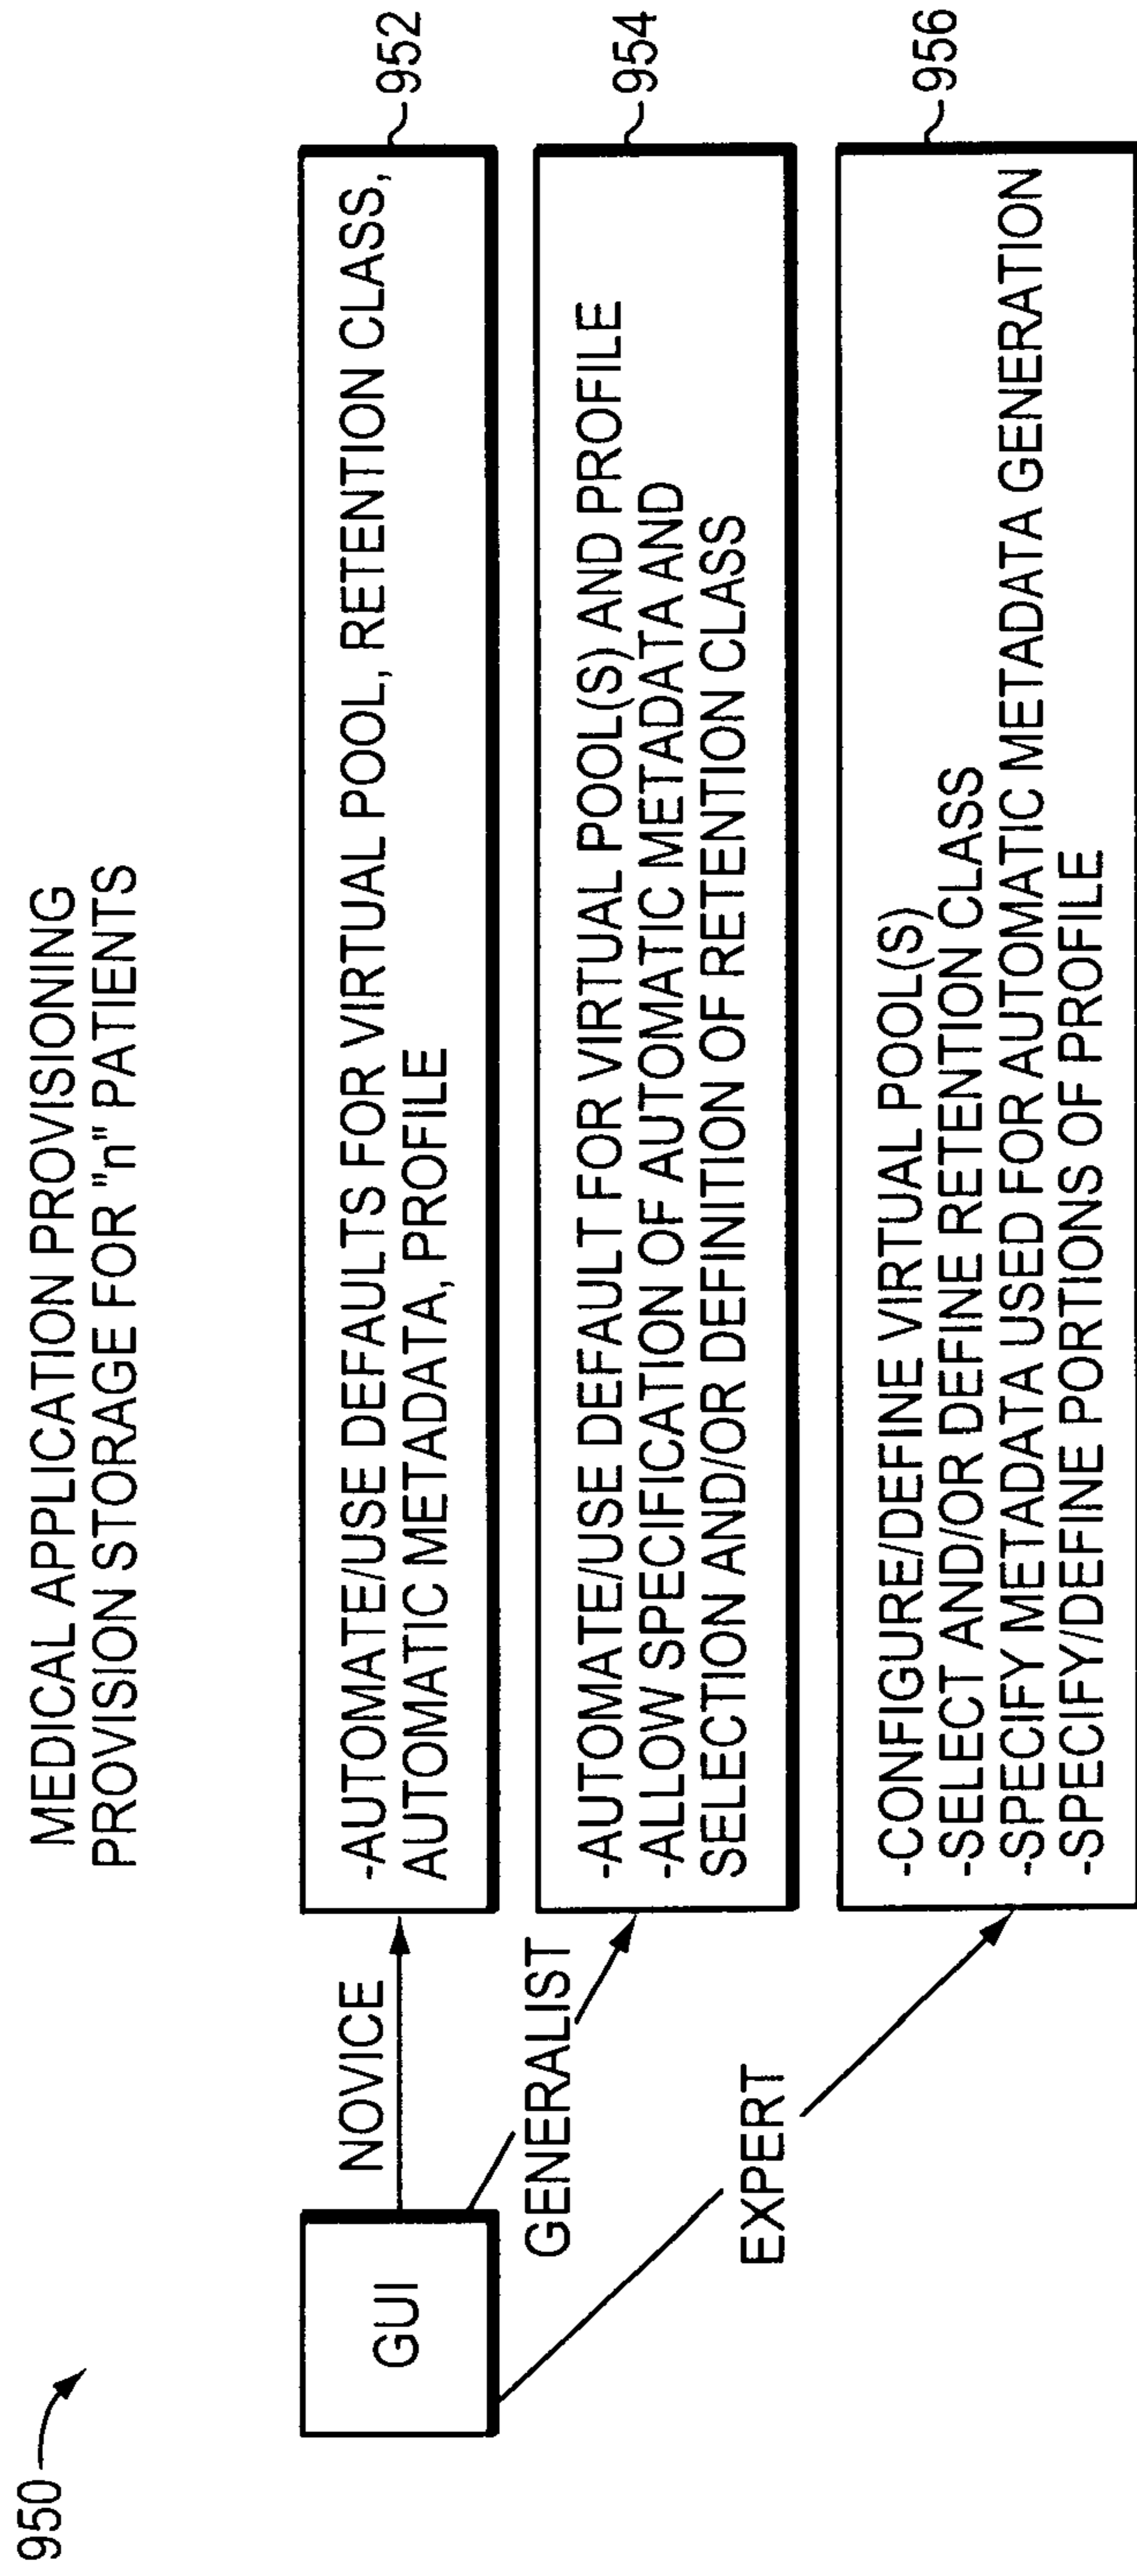 950
MEDICAL APPLICATION PROVISIONING
PROVISION STORAGE FOR "n" PATIENTS
GUI
NOVICE
-AUTOMATE/USE DEFAULTS FOR VIRTUAL POOL, RETENTION CLASS,
AUTOMATIC METADATA, PROFILE
952
GENERALIST
-AUTOMATE/USE DEFAULT FOR VIRTUAL POOL(S) AND PROFILE
-ALLOW SPECIFICATION OF AUTOMATIC METADATA AND
SELECTION AND/OR DEFINITION OF RETENTION CLASS
954
EXPERT
-CONFIGURE/DEFINE VIRTUAL POOL(S)
-SELECT AND/OR DEFINE RETENTION CLASS
-SPECIFY METADATA USED FOR AUTOMATIC METADATA GENERATION
-SPECIFY/DEFINE PORTIONS OF PROFILE
956